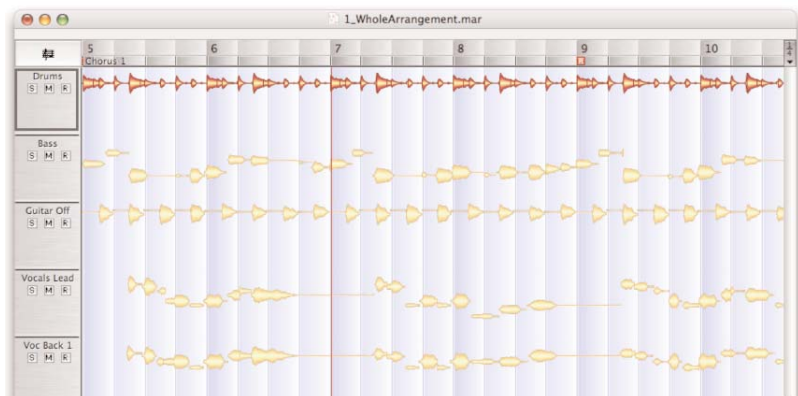 1_WholeArrangement.mar
5 6 7 8 9 10
Chorus 1
Drums
S M R
Bass
S M R
Guitar Off
S M R
Vocals Lead
S M R
Voc Back 1
S M R